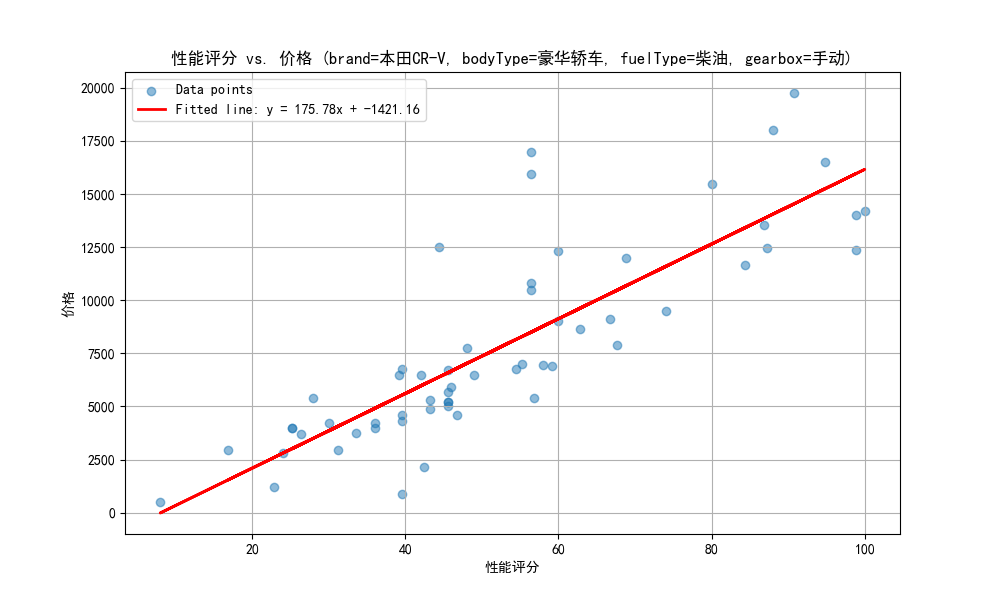 性能评分 vs. 价格 (brand=本田CR-V, bodyType=豪华轿车, fuelType=柴油, gearbox=手动)
Data points
Fitted line: y = 175.78x + -1421.16
20000
17500
15000
12500
10000
7500
5000
2500
0
价格
20
40
60
80
100
性能评分